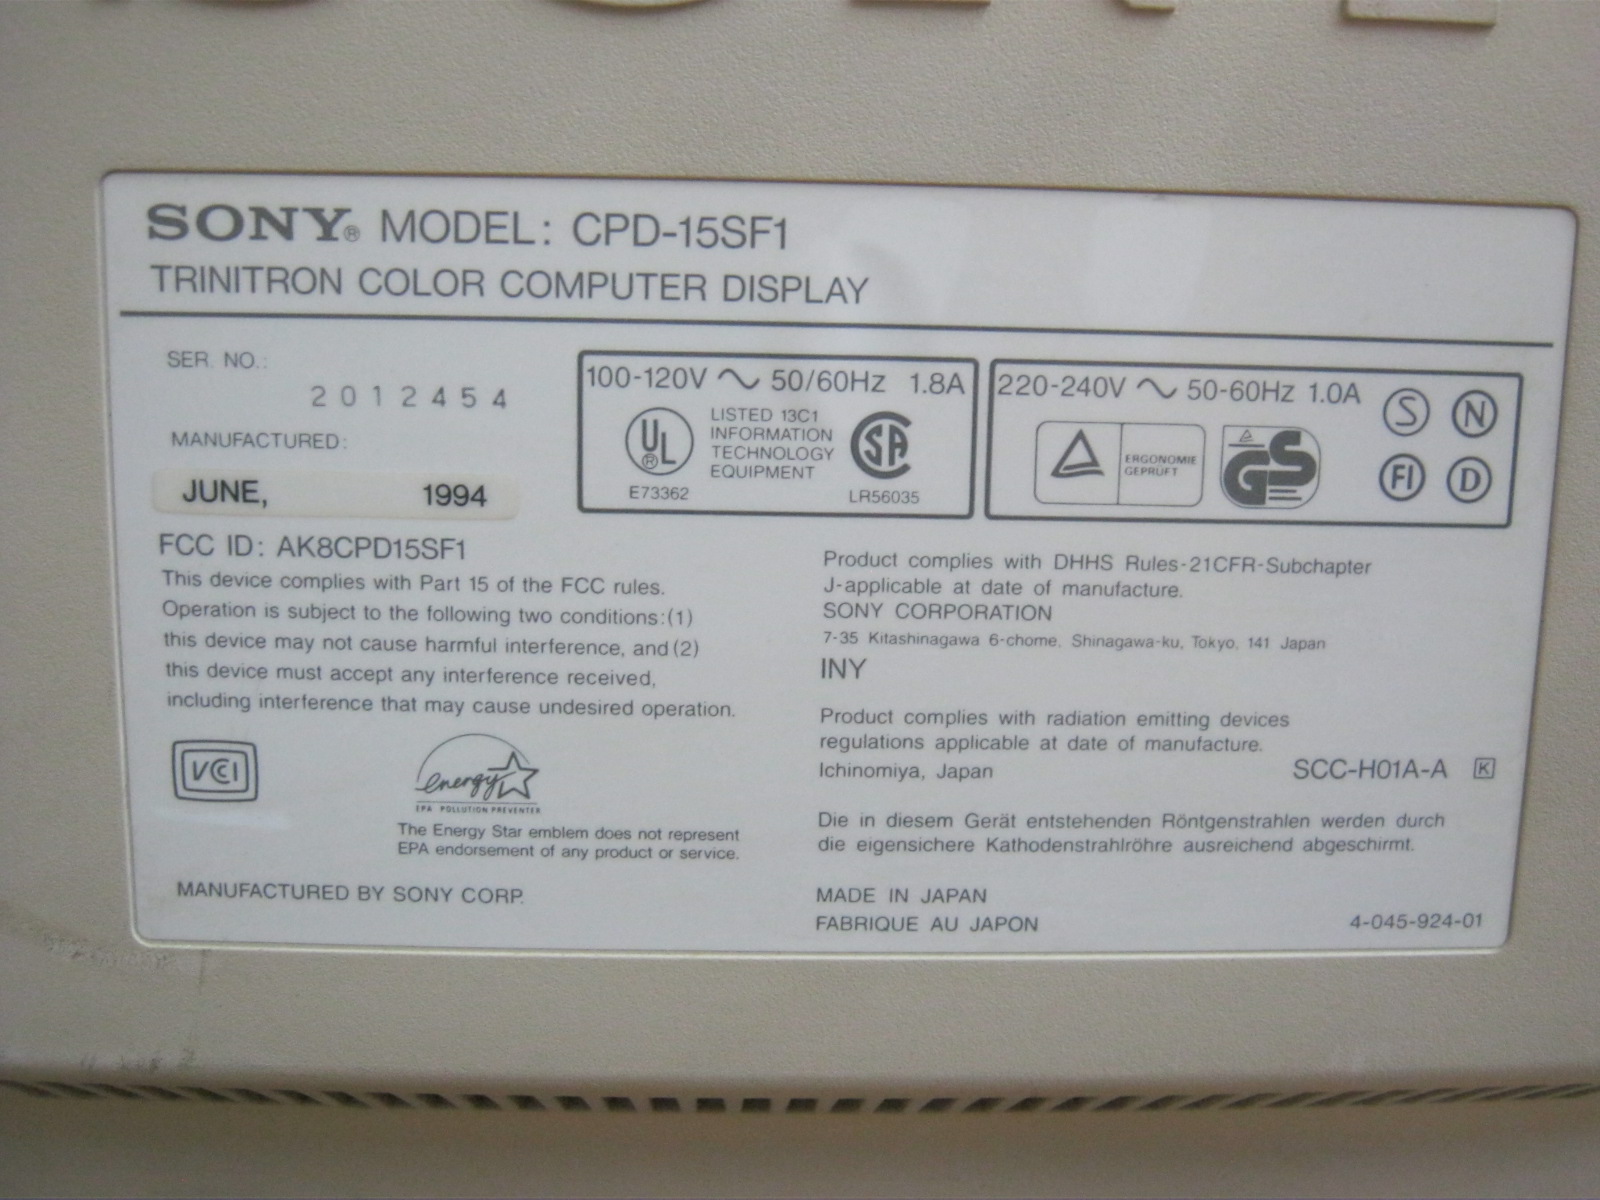 SONY® MODEL: CPD-15SF1
TRINITRON COLOR COMPUTER DISPLAY
SER. NO.:
2012454
MANUFACTURED:
JUNE, 1994
100-120V ~ 50/60Hz 1.8A
UL ®
E73362
LISTED 13C1
INFORMATION
TECHNOLOGY
EQUIPMENT
SA
LR56035
220-240V ~ 50-60Hz 1.0A
ERGONOMIE
GEPRÜFT
GS
S N
FI D
FCC ID: AK8CPD15SF1
This device complies with Part 15 of the FCC rules.
Operation is subject to the following two conditions:(1)
this device may not cause harmful interference, and (2)
this device must accept any interference received,
including interference that may cause undesired operation.
VCCI
energy
EPA POLLUTION PREVENTER
The Energy Star emblem does not represent
EPA endorsement of any product or service.
MANUFACTURED BY SONY CORP.
Product complies with DHHS Rules-21CFR-Subchapter
J-applicable at date of manufacture.
SONY CORPORATION
7-35 Kitashinagawa 6-chome, Shinagawa-ku, Tokyo, 141 Japan
INY
Product complies with radiation emitting devices
regulations applicable at date of manufacture.
Ichinomiya, Japan SCC-H01A-A K
Die in diesem Gerät entstehenden Röntgenstrahlen werden durch
die eigensichere Kathodenstrahlröhre ausreichend abgeschirmt.
MADE IN JAPAN
FABRIQUE AU JAPON 4-045-924-01